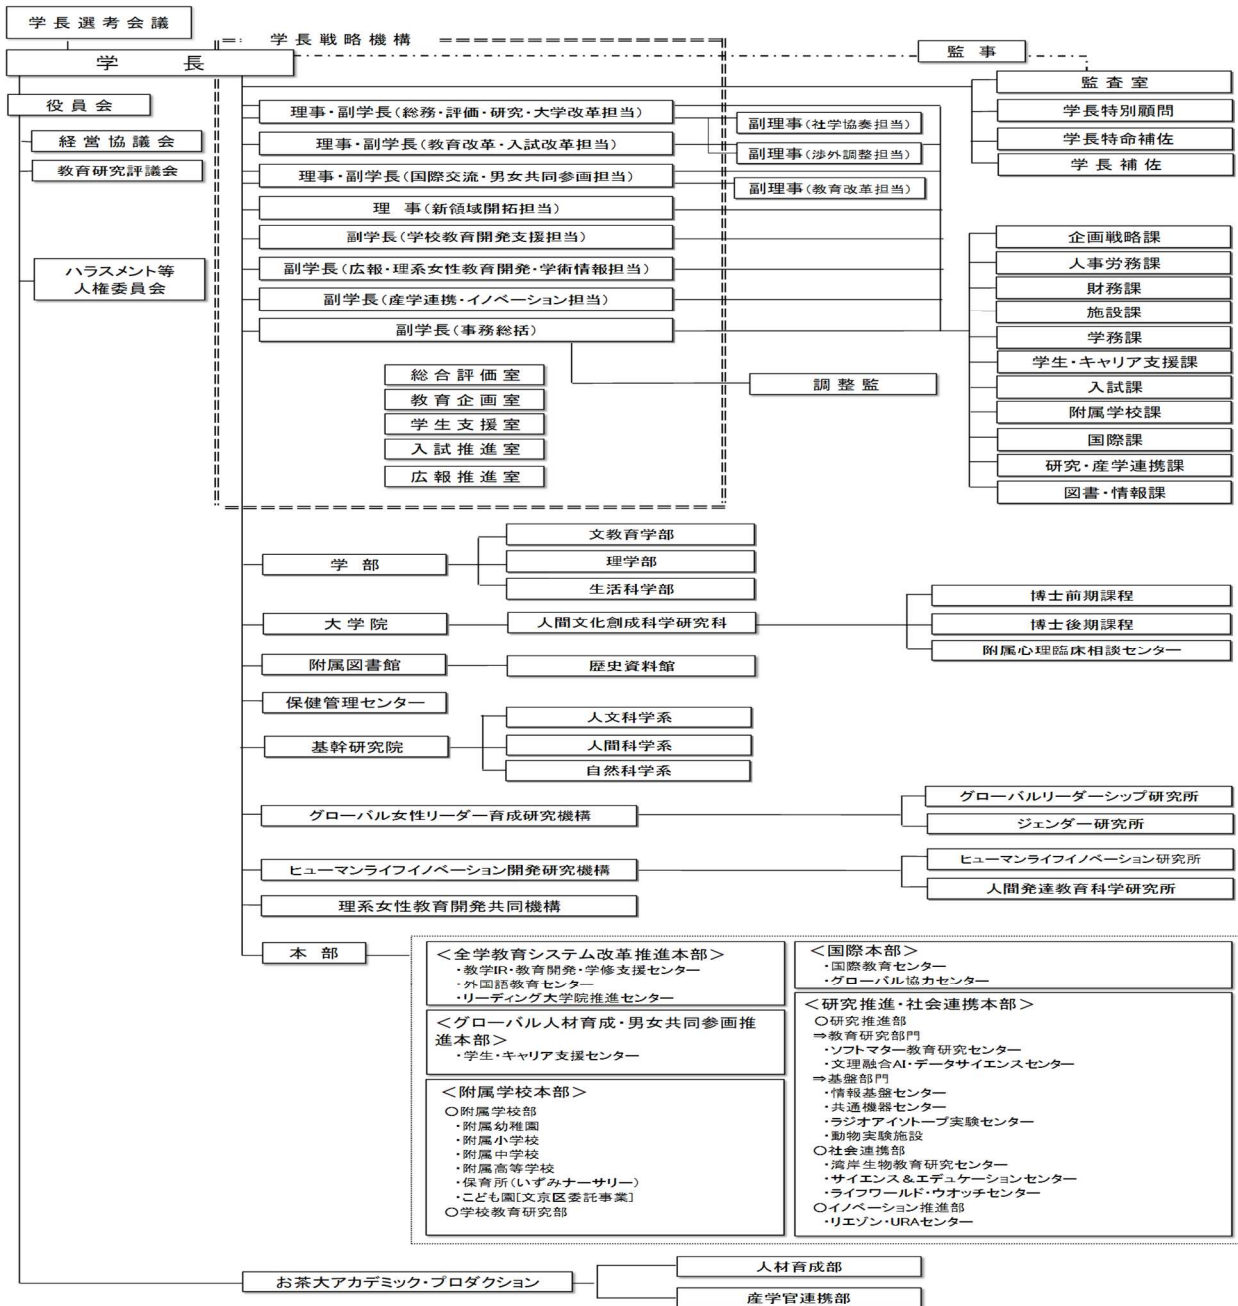 学長選考会議
学長戦略機構
監事
学　　長
監査室
役員会
理事・副学長(総務・評価・研究・大学改革担当)
学長特別顧問
副理事(社学協奏担当)
経営協議会
理事・副学長(教育改革・入試改革担当)
学長特命補佐
副理事(渉外調整担当)
教育研究評議会
理事・副学長(国際交流・男女共同参画担当)
学長補佐
副理事(教育改革担当)
理　事(新領域開拓担当)
副学長(学校教育開発支援担当)
企画戦略課
ハラスメント等
人権委員会
副学長(広報・理系女性教育開発・学術情報担当)
人事労務課
財務課
副学長(産学連携・イノベーション担当)
施設課
副学長(事務総括)
学務課
学生・キャリア支援課
総合評価室
調整監
入試課
教育企画室
附属学校課
学生支援室
国際課
入試推進室
研究・産学連携課
広報推進室
図書・情報課
文教育学部
学　部
理学部
生活科学部
博士前期課程
大学院
人間文化創成科学研究科
博士後期課程
附属心理臨床相談センター
附属図書館
歴史資料館
保健管理センター
人文科学系
基幹研究院
人間科学系
自然科学系
グローバルリーダーシップ研究所
グローバル女性リーダー育成研究機構
ジェンダー研究所
ヒューマンライフイノベーション研究所
ヒューマンライフイノベーション開発研究機構
人間発達教育科学研究所
理系女性教育開発共同機構
本　部
＜全学教育システム改革推進本部＞
・教学IR・教育開発・学修支援センター
・外国語教育センター
・リーディング大学院推進センター
＜グローバル人材育成・男女共同参画推
進本部＞
・学生・キャリア支援センター
＜附属学校本部＞
〇附属学校部
・附属幼稚園
・附属小学校
・附属中学校
・附属高等学校
・保育所(いずみナーサリー)
・こども園[文京区委託事業]
〇学校教育研究部
＜国際本部＞
・国際教育センター
・グローバル協力センター
＜研究推進・社会連携本部＞
〇研究推進部
⇒教育研究部門
・ソフトマター教育研究センター
・文理融合AI・データサイエンスセンター
⇒基盤部門
・情報基盤センター
・共通機器センター
・ラジオアイソトープ実験センター
・動物実験施設
〇社会連携部
・湾岸生物教育研究センター
・サイエンス＆エデュケーションセンター
・ライフワールド・ウオッチセンター
〇イノベーション推進部
・リエゾン・URAセンター
お茶大アカデミック・プロダクション
人材育成部
産学官連携部